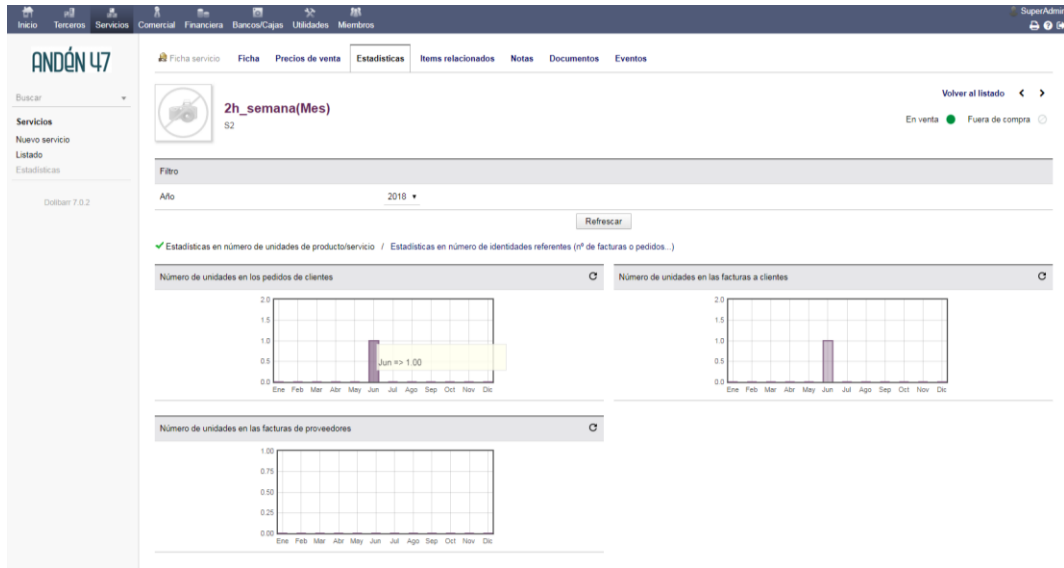 Inicio Terceros Servicios Comercial Financiera Bancos/Cajas Utilidades Miembros
SuperAdmin
ANDÉN 47
Buscar
Servicios
Nuevo servicio
Listado
Estadísticas
Dolibarr 7.0.2
Ficha servicio Ficha Precios de venta Estadísticas Items relacionados Notas Documentos Eventos
2h_semana(Mes)
S2
Volver al listado < >
En venta Fuera de compra
Filtro
Año 2018
Refrescar
Estadísticas en número de unidades de producto/servicio / Estadísticas en número de identidades referentes (nº de facturas o pedidos...)
Número de unidades en los pedidos de clientes
2.0
1.5
1.0
0.5
0.0
Jun => 1.00
Ene Feb Mar Abr May Jun Jul Ago Sep Oct Nov Dic
Número de unidades en las facturas a clientes
2.0
1.5
1.0
0.5
0.0
Ene Feb Mar Abr May Jun Jul Ago Sep Oct Nov Dic
Número de unidades en las facturas de proveedores
1.00
0.75
0.50
0.25
0.00
Ene Feb Mar Abr May Jun Jul Ago Sep Oct Nov Dic